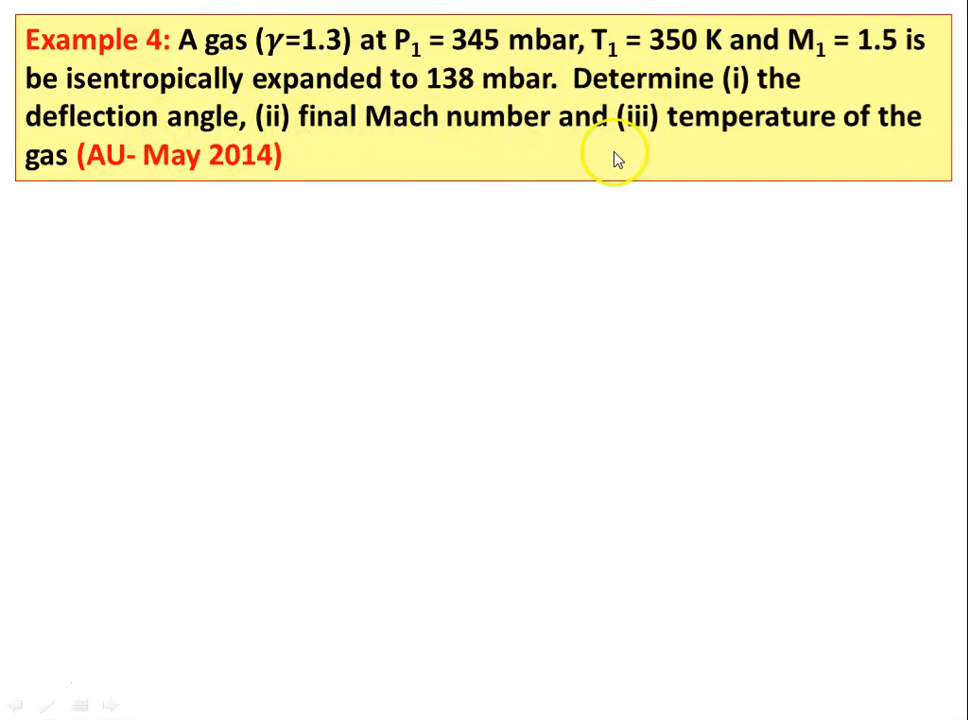 Example 4: A gas (γ=1.3) at P₁ = 345 mbar, T₁ = 350 K and M₁ = 1.5 is
be isentropically expanded to 138 mbar. Determine (i) the
deflection angle, (ii) final Mach number and (iii) temperature of the
gas (AU- May 2014)